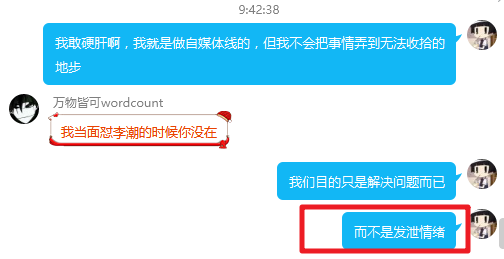 9:42:38
我敢硬肝啊，我就是做自媒体线的，但我不会把事情弄到无法收拾的
地步
万物皆可wordcount
我当面怼李潮的时候你没在
我们目的只是解决问题而已
而不是发泄情绪